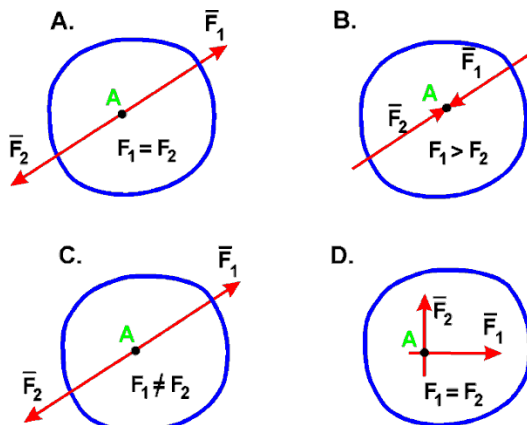 A.
F̅₁
A
F̅₂
F₁ = F₂
B.
F̅₁
A
F̅₂
F₁ > F₂
C.
F̅₁
A
F̅₂
F₁ ≠ F₂
D.
F̅₂
F̅₁
A
F₁ = F₂